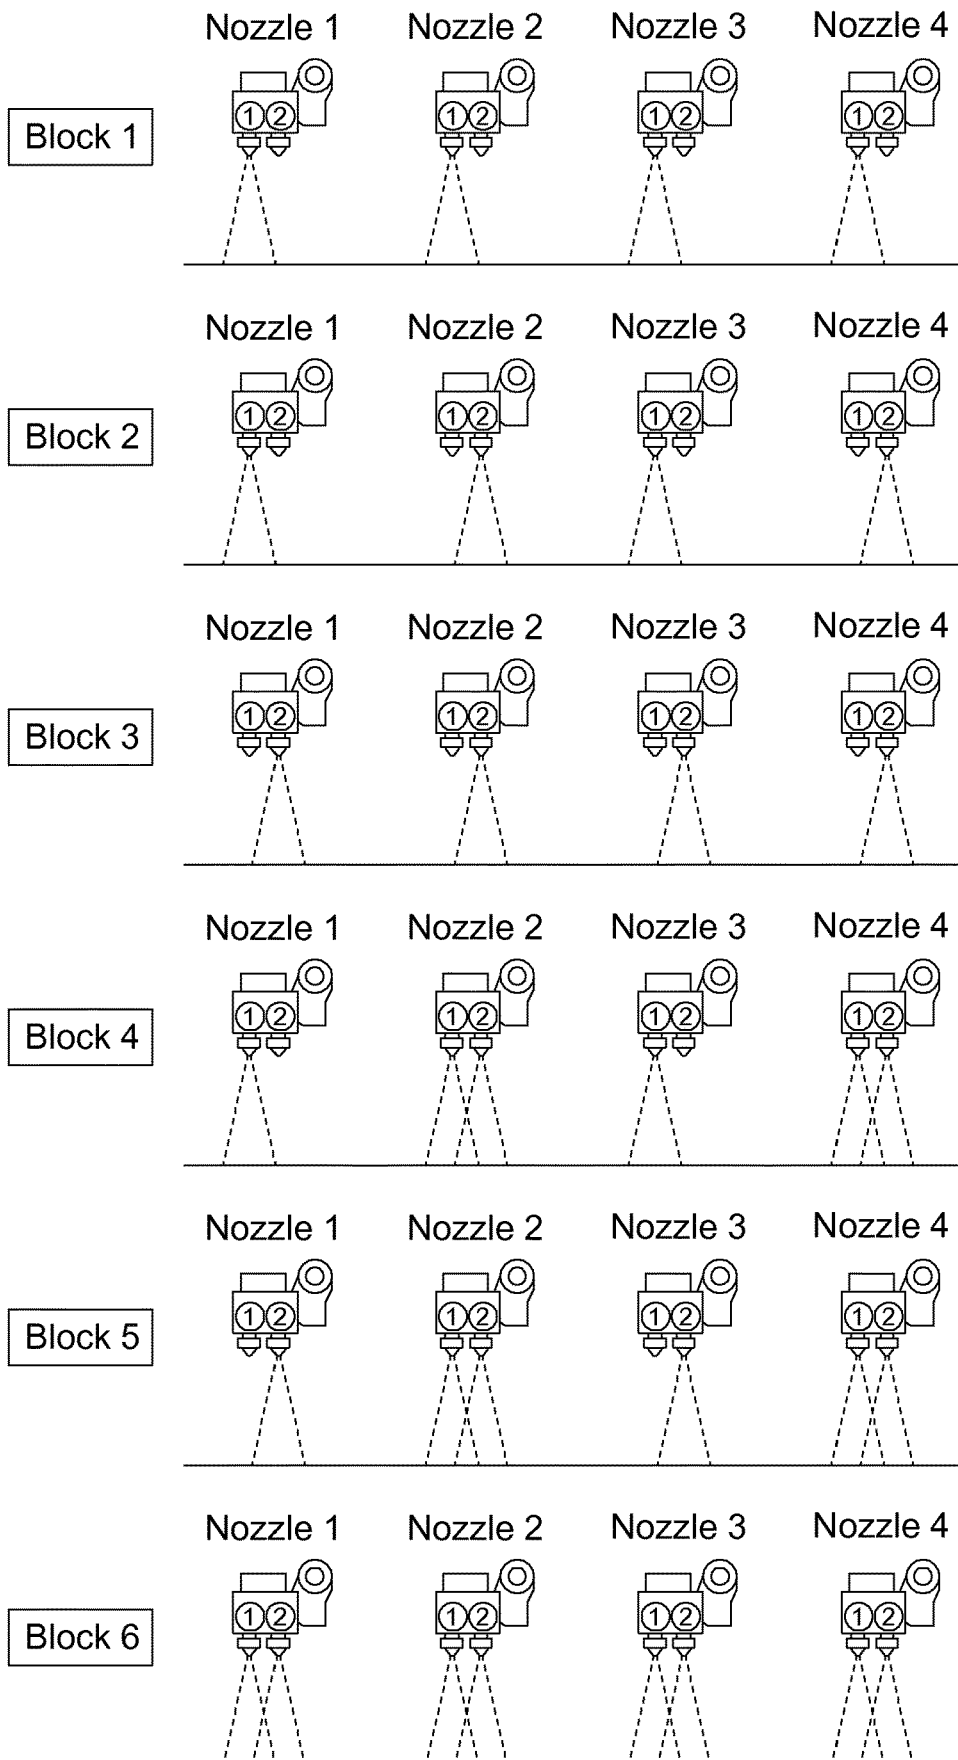 Nozzle 1 Nozzle 2 Nozzle 3 Nozzle 4
Block 1
① ② ① ② ① ② ① ②
Nozzle 1 Nozzle 2 Nozzle 3 Nozzle 4
Block 2
① ② ① ② ① ② ① ②
Nozzle 1 Nozzle 2 Nozzle 3 Nozzle 4
Block 3
① ② ① ② ① ② ① ②
Nozzle 1 Nozzle 2 Nozzle 3 Nozzle 4
Block 4
① ② ① ② ① ② ① ②
Nozzle 1 Nozzle 2 Nozzle 3 Nozzle 4
Block 5
① ② ① ② ① ② ① ②
Nozzle 1 Nozzle 2 Nozzle 3 Nozzle 4
Block 6
① ② ① ② ① ② ① ②